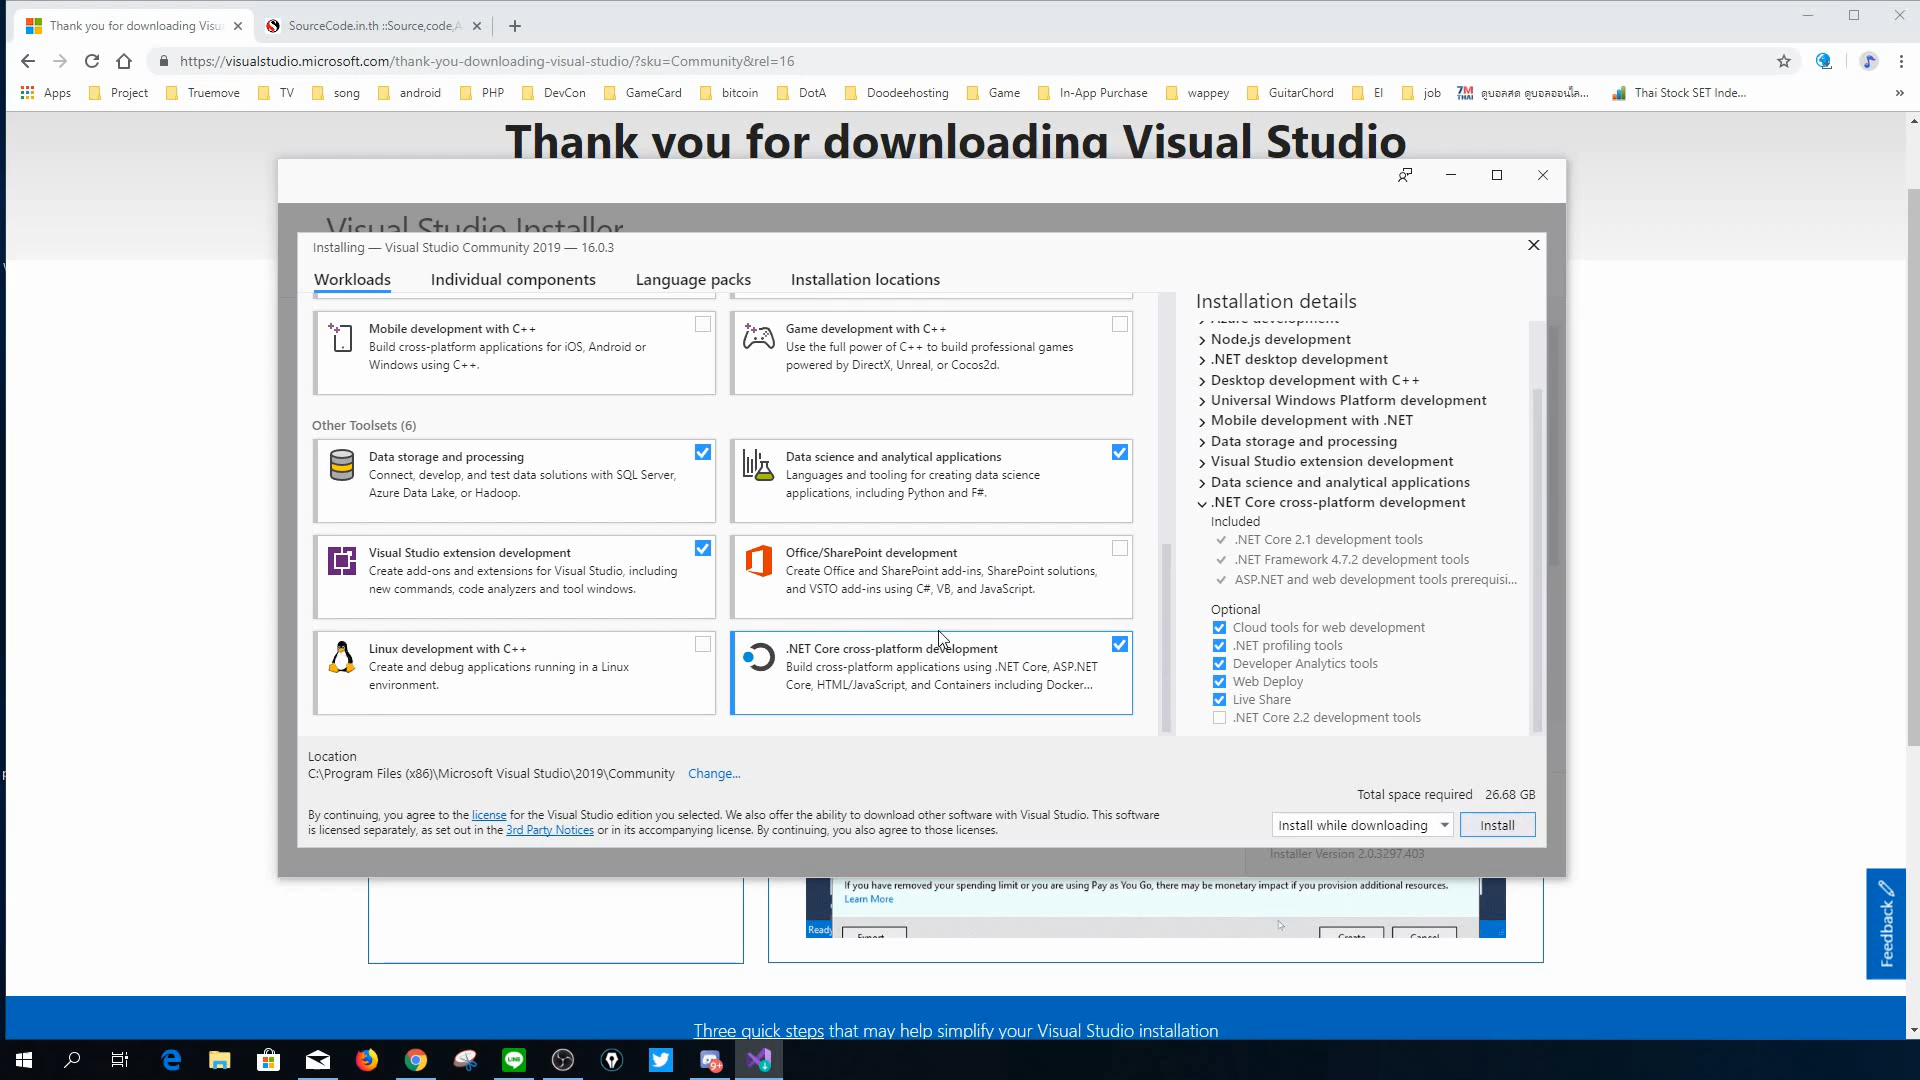 Thank you for downloading Visu
SourceCode.in.th ::Source,code,A
https://visualstudio.microsoft.com/thank-you-downloading-visual-studio/?sku=Community&rel=16
Apps
Project
Truemove
TV
song
android
PHP
DevCon
GameCard
bitcoin
DotA
Doodeehosting
Game
In-App Purchase
wappey
GuitarChord
EI
job
ดูบอลสด ดูบอลออนไล...
Thai Stock SET Inde...
Thank you for downloading Visual Studio
Visual Studio Installer
Installing — Visual Studio Community 2019 — 16.0.3
Workloads
Individual components
Language packs
Installation locations
Mobile development with C++
Build cross-platform applications for iOS, Android or
Windows using C++.
Game development with C++
Use the full power of C++ to build professional games
powered by DirectX, Unreal, or Cocos2d.
Other Toolsets (6)
Data storage and processing
Connect, develop, and test data solutions with SQL Server,
Azure Data Lake, or Hadoop.
Data science and analytical applications
Languages and tooling for creating data science
applications, including Python and F#.
Visual Studio extension development
Create add-ons and extensions for Visual Studio, including
new commands, code analyzers and tool windows.
Office/SharePoint development
Create Office and SharePoint add-ins, SharePoint solutions,
and VSTO add-ins using C#, VB, and JavaScript.
Linux development with C++
Create and debug applications running in a Linux
environment.
.NET Core cross-platform development
Build cross-platform applications using .NET Core, ASP.NET
Core, HTML/JavaScript, and Containers including Docker...
Installation details
Azure development
Node.js development
.NET desktop development
Desktop development with C++
Universal Windows Platform development
Mobile development with .NET
Data storage and processing
Visual Studio extension development
Data science and analytical applications
.NET Core cross-platform development
Included
.NET Core 2.1 development tools
.NET Framework 4.7.2 development tools
ASP.NET and web development tools prerequisi...
Optional
Cloud tools for web development
.NET profiling tools
Developer Analytics tools
Web Deploy
Live Share
.NET Core 2.2 development tools
Location
C:\Program Files (x86)\Microsoft Visual Studio\2019\Community
Change...
Total space required 26.68 GB
By continuing, you agree to the license for the Visual Studio edition you selected. We also offer the ability to download other software with Visual Studio. This software
is licensed separately, as set out in the 3rd Party Notices or in its accompanying license. By continuing, you also agree to those licenses.
Install while downloading
Install
Installer Version 2.0.3297.403
If you have removed your spending limit or you are using Pay as You Go, there may be monetary impact if you provision additional resources.
Learn More
Ready
Export...
Create
Cancel
Feedback
Three quick steps that may help simplify your Visual Studio installation